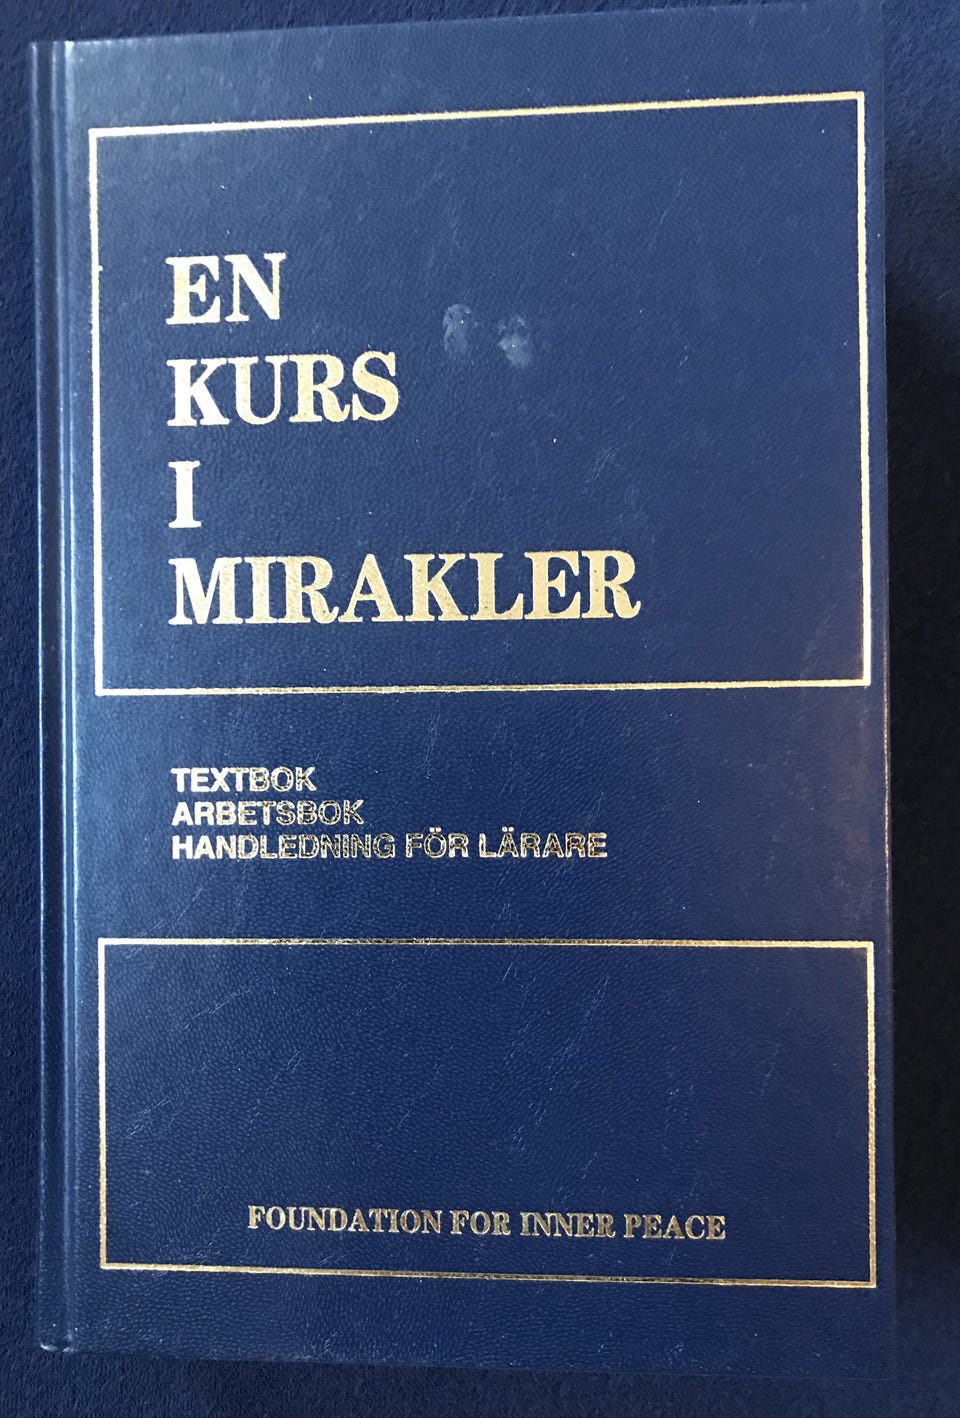 EN
KURS
I
MIRAKLER
TEXTBOK
ARBETSBOK
HANDLEDNING FÖR LÄRARE
FOUNDATION FOR INNER PEACE